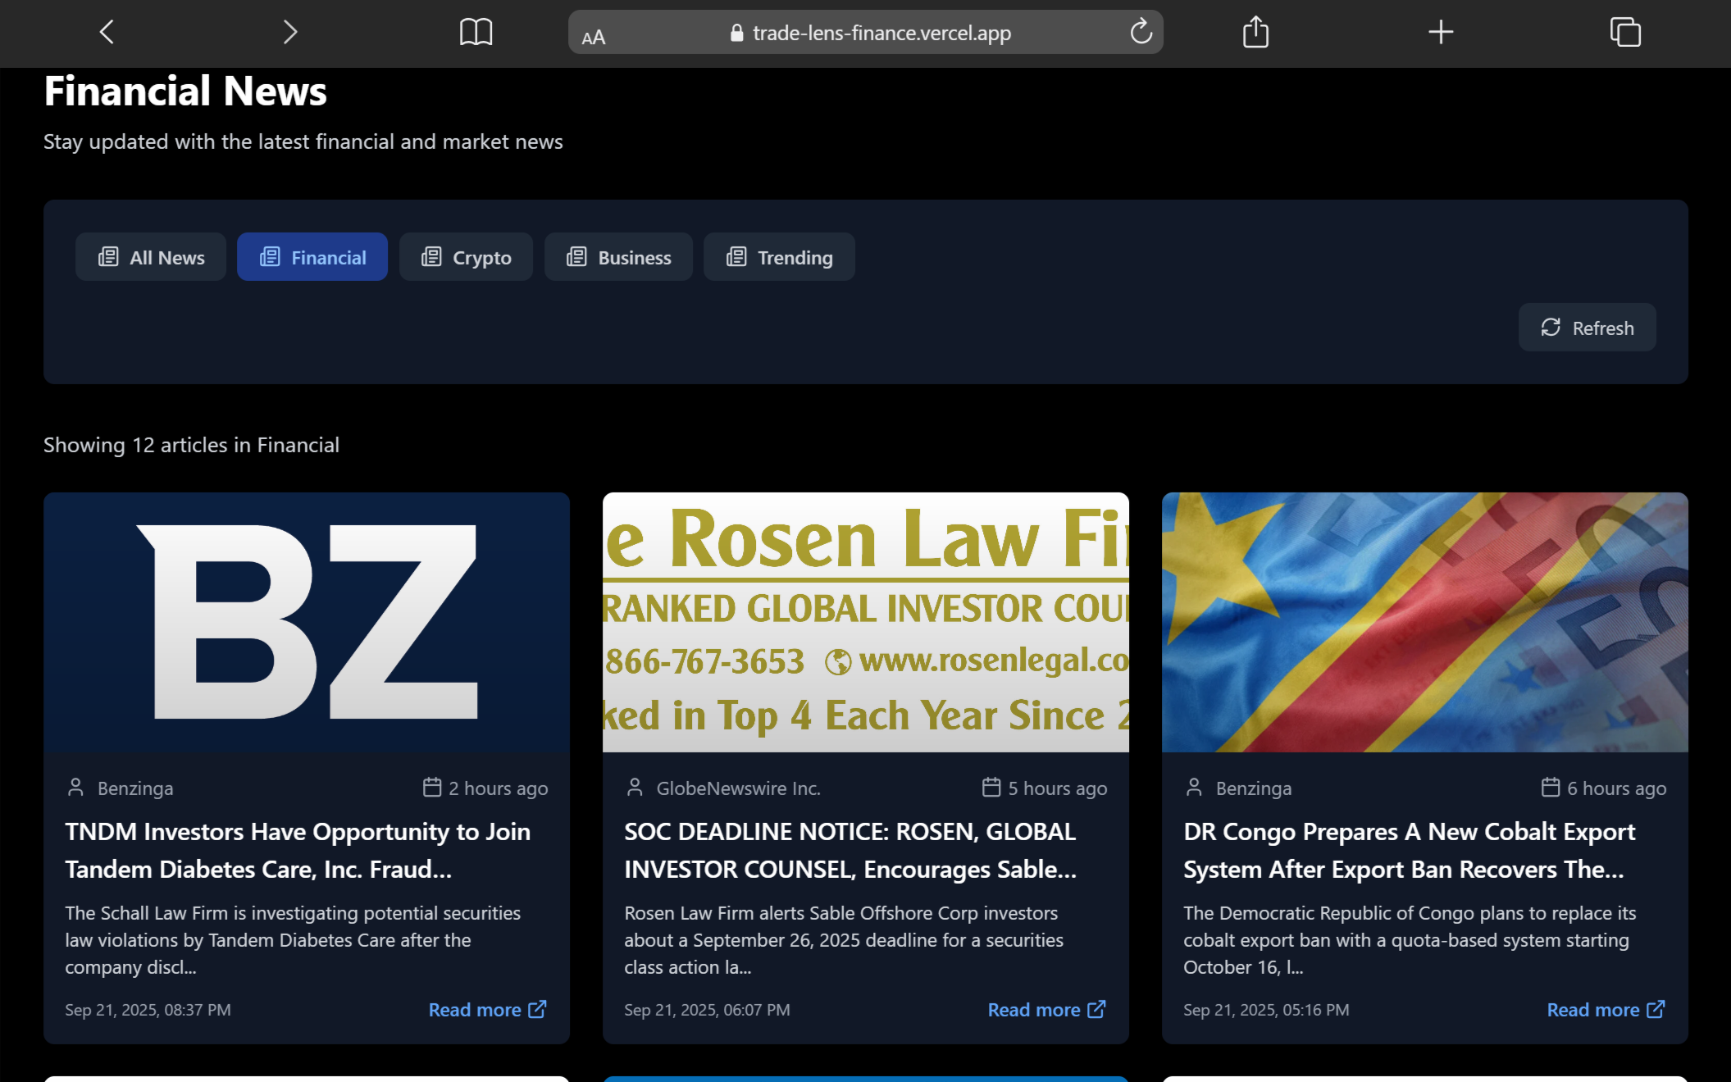 AA trade-lens-finance.vercel.app
Financial News
Stay updated with the latest financial and market news
All News Financial Crypto Business Trending
Refresh
Showing 12 articles in Financial
BZ
Benzinga 2 hours ago
TNDM Investors Have Opportunity to Join
Tandem Diabetes Care, Inc. Fraud...
The Schall Law Firm is investigating potential securities
law violations by Tandem Diabetes Care after the
company discl...
Sep 21, 2025, 08:37 PM Read more
e Rosen Law Fi
RANKED GLOBAL INVESTOR COU
866-767-3653 www.rosenlegal.co
ked in Top 4 Each Year Since 2
GlobeNewswire Inc. 5 hours ago
SOC DEADLINE NOTICE: ROSEN, GLOBAL
INVESTOR COUNSEL, Encourages Sable...
Rosen Law Firm alerts Sable Offshore Corp investors
about a September 26, 2025 deadline for a securities
class action la...
Sep 21, 2025, 06:07 PM Read more
Benzinga 6 hours ago
DR Congo Prepares A New Cobalt Export
System After Export Ban Recovers The...
The Democratic Republic of Congo plans to replace its
cobalt export ban with a quota-based system starting
October 16, l...
Sep 21, 2025, 05:16 PM Read more